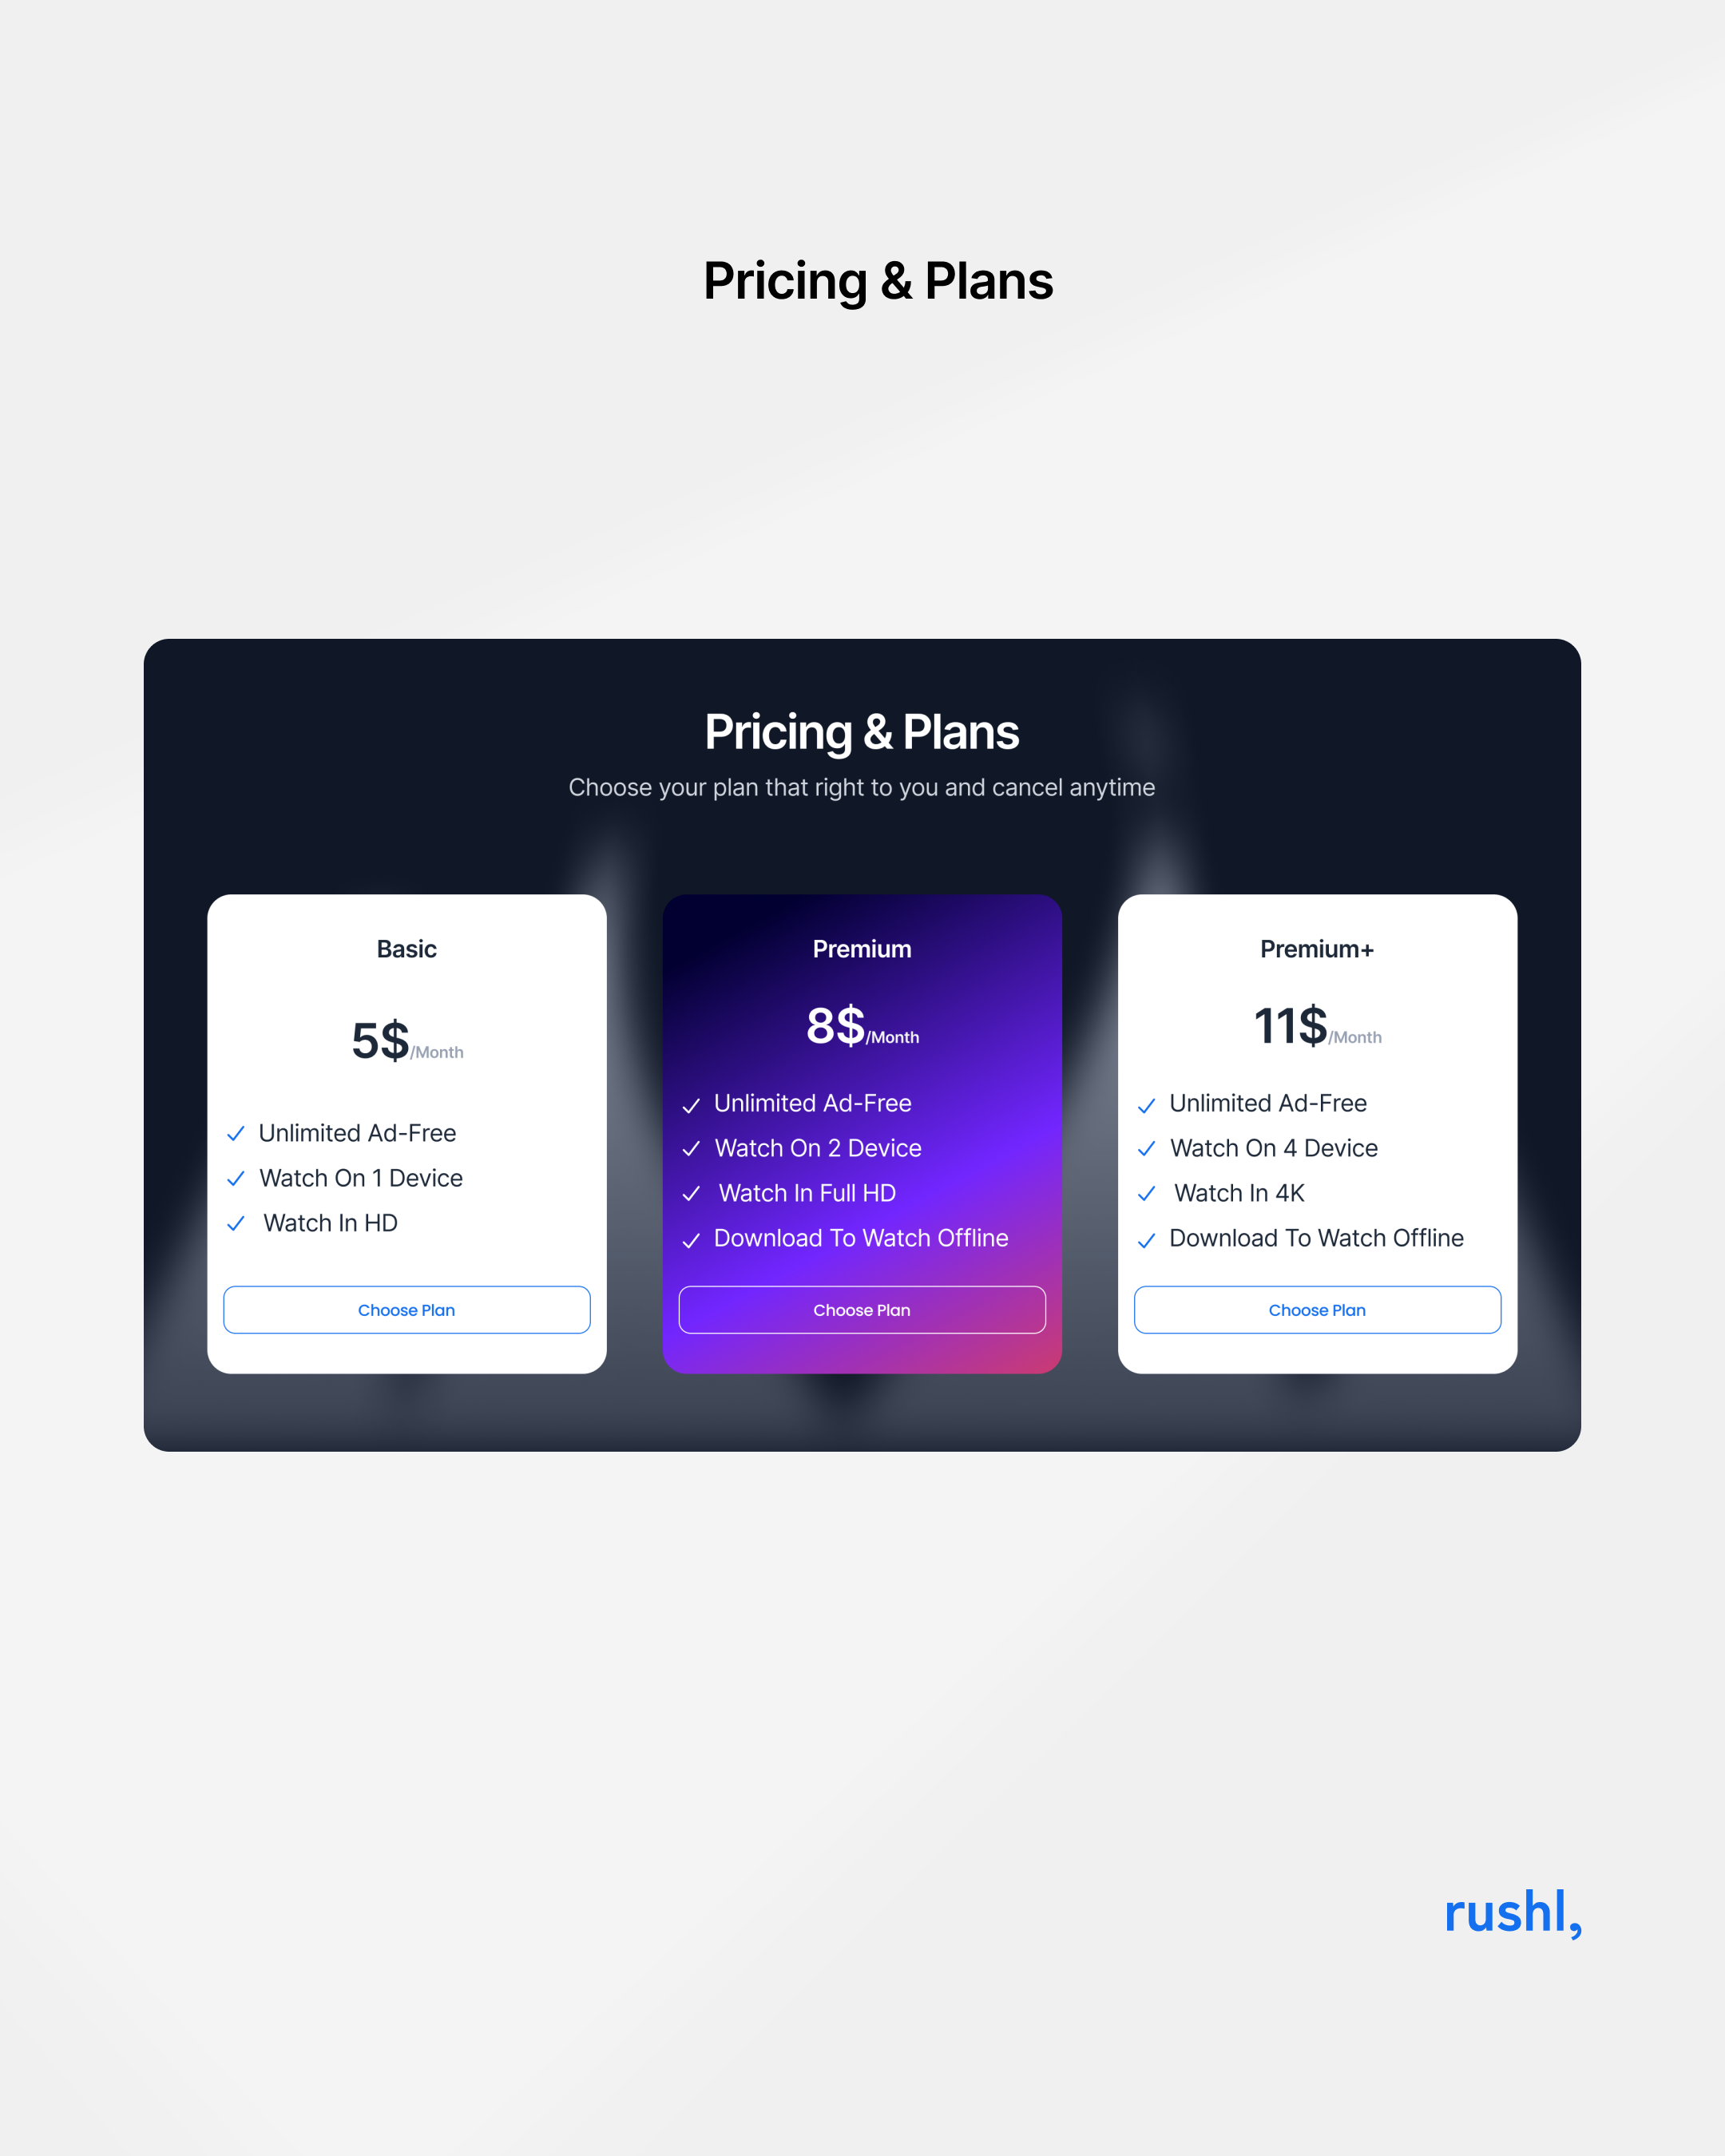 Pricing & Plans
Pricing & Plans
Choose your plan that right to you and cancel anytime
Basic
5$/Month
Unlimited Ad-Free
Watch On 1 Device
Watch In HD
Choose Plan
Premium
8$/Month
Unlimited Ad-Free
Watch On 2 Device
Watch In Full HD
Download To Watch Offline
Choose Plan
Premium+
11$/Month
Unlimited Ad-Free
Watch On 4 Device
Watch In 4K
Download To Watch Offline
Choose Plan
rushl,